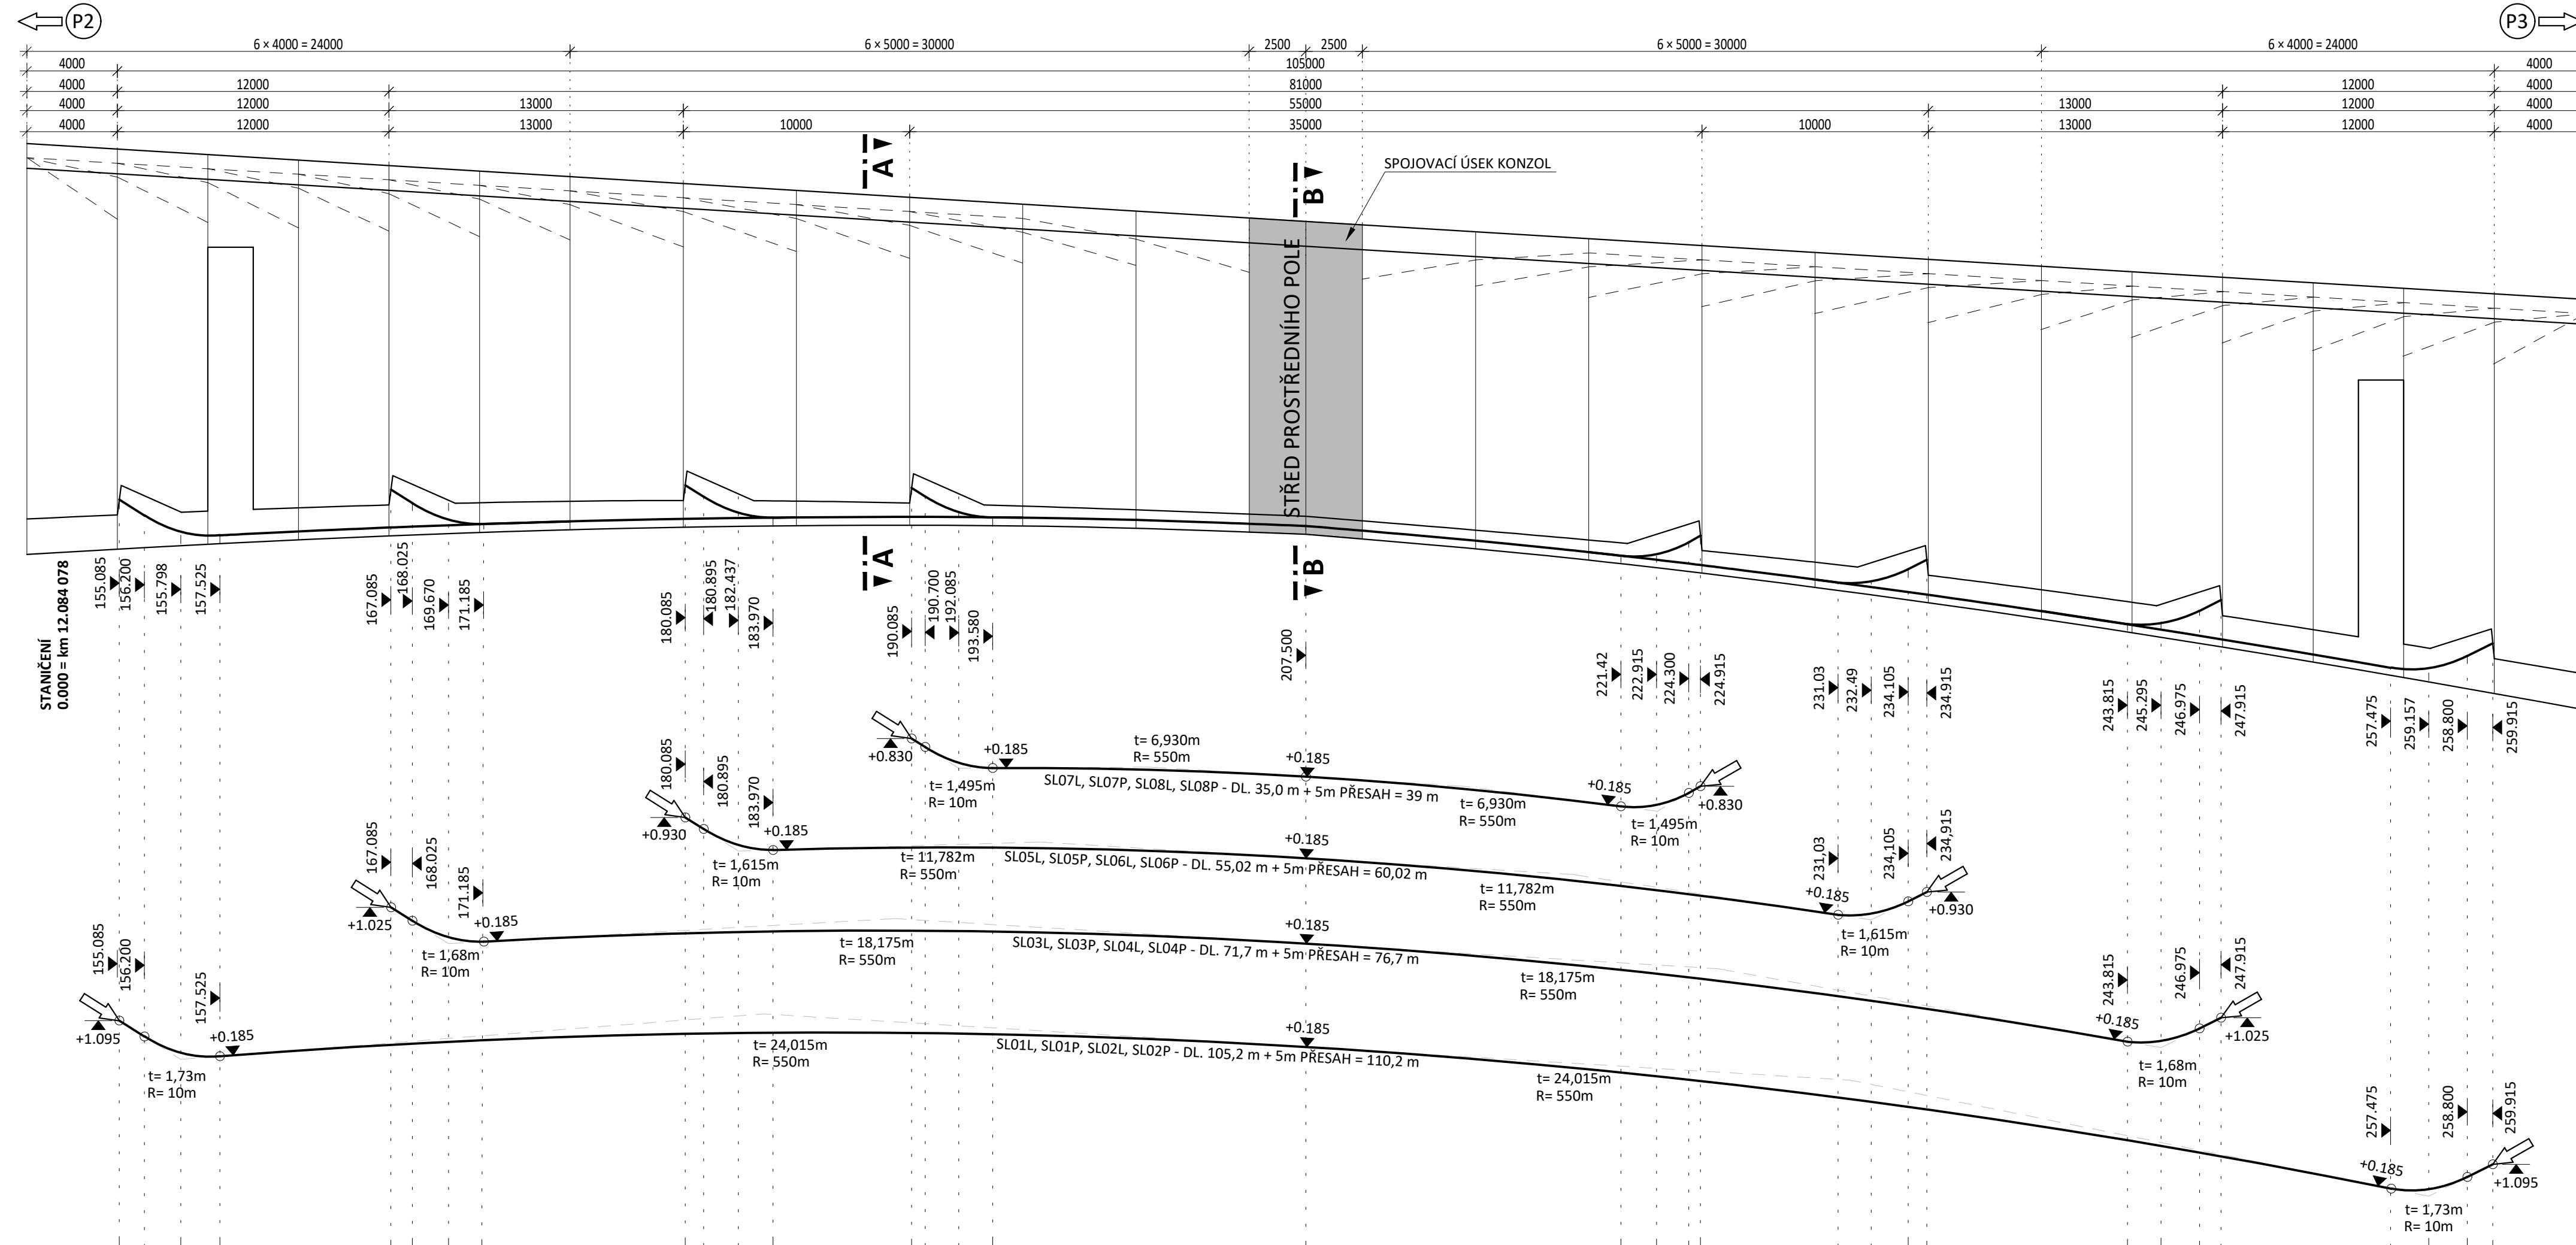 P2
P3
6 × 4000 = 24000
6 × 5000 = 30000
2500
2500
6 × 5000 = 30000
6 × 4000 = 24000
4000
105000
4000
4000
12000
81000
12000
4000
4000
12000
13000
55000
13000
12000
4000
4000
12000
13000
10000
35000
10000
13000
12000
4000
A
B
SPOJOVACÍ ÚSEK KONZOL
STŘED PROSTŘEDNÍHO POLE
A
B
STANIČENÍ
0.000 = km 12.084 078
155.085
156.200
155.798
157.525
167.085
168.025
169.670
171.185
180.085
180.895
182.437
183.970
190.085
190.700
192.085
193.580
207.500
221.42
222.915
224.300
224.915
231.03
232.49
234.105
234.915
243.815
245.295
246.975
247.915
257.475
259.157
258.800
259.915
+0.830
+0.185
t= 1,495m
R= 10m
t= 6,930m
R= 550m
+0.185
SL07L, SL07P, SL08L, SL08P - DL. 35,0 m + 5m PŘESAH = 39 m
t= 6,930m
R= 550m
+0.185
t= 1,495m
R= 10m
+0.830
180.085
180.895
183.970
+0.930
+0.185
t= 1,615m
R= 10m
t= 11,782m
R= 550m
+0.185
SL05L, SL05P, SL06L, SL06P - DL. 55,02 m + 5m PŘESAH = 60,02 m
t= 11,782m
R= 550m
231,03
234,105
234,915
+0.185
t= 1,615m
R= 10m
+0.930
167.085
168.025
171.185
+1.025
+0.185
t= 1,68m
R= 10m
t= 18,175m
R= 550m
+0.185
SL03L, SL03P, SL04L, SL04P - DL. 71,7 m + 5m PŘESAH = 76,7 m
t= 18,175m
R= 550m
243.815
246.975
247.915
+0.185
t= 1,68m
R= 10m
+1.025
155.085
156.200
157.525
+1.095
+0.185
t= 1,73m
R= 10m
t= 24,015m
R= 550m
+0.185
SL01L, SL01P, SL02L, SL02P - DL. 105,2 m + 5m PŘESAH = 110,2 m
t= 24,015m
R= 550m
257.475
258.800
259.915
+0.185
t= 1,73m
R= 10m
+1.095